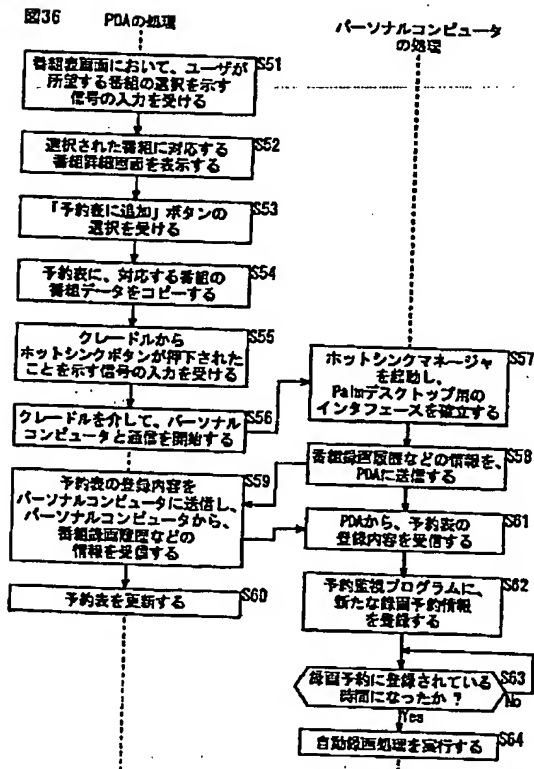 図36
PDAの処理
パーソナルコンピュータ
の処理
番組表画面において、ユーザが
所望する番組の選択を示す
信号の入力を受ける
S51
選択された番組に対応する
番組詳細画面を表示する
S52
「予約表に追加」ボタンの
選択を受ける
S53
予約表に、対応する番組の
番組データをコピーする
S54
クレードルから
ホットシンクボタンが押下された
ことを示す信号の入力を受ける
S55
クレードルを介して、パーソナル
コンピュータと通信を開始する
S56
ホットシンクマネージャ
を起動し、
Palmデスクトップ用の
インタフェースを確立する
S57
番組録画履歴などの情報を、
PDAに送信する
S58
予約表の登録内容を
パーソナルコンピュータに送信し、
パーソナルコンピュータから、
番組録画履歴などの
情報を受信する
S59
予約表を更新する
S60
PDAから、予約表の
登録内容を受信する
S61
予約監視プログラムに、
新たな録画予約情報
を登録する
S62
録画予約に登録されている
時間になったか?
S63
No
Yes
自動録画処理を実行する
S64